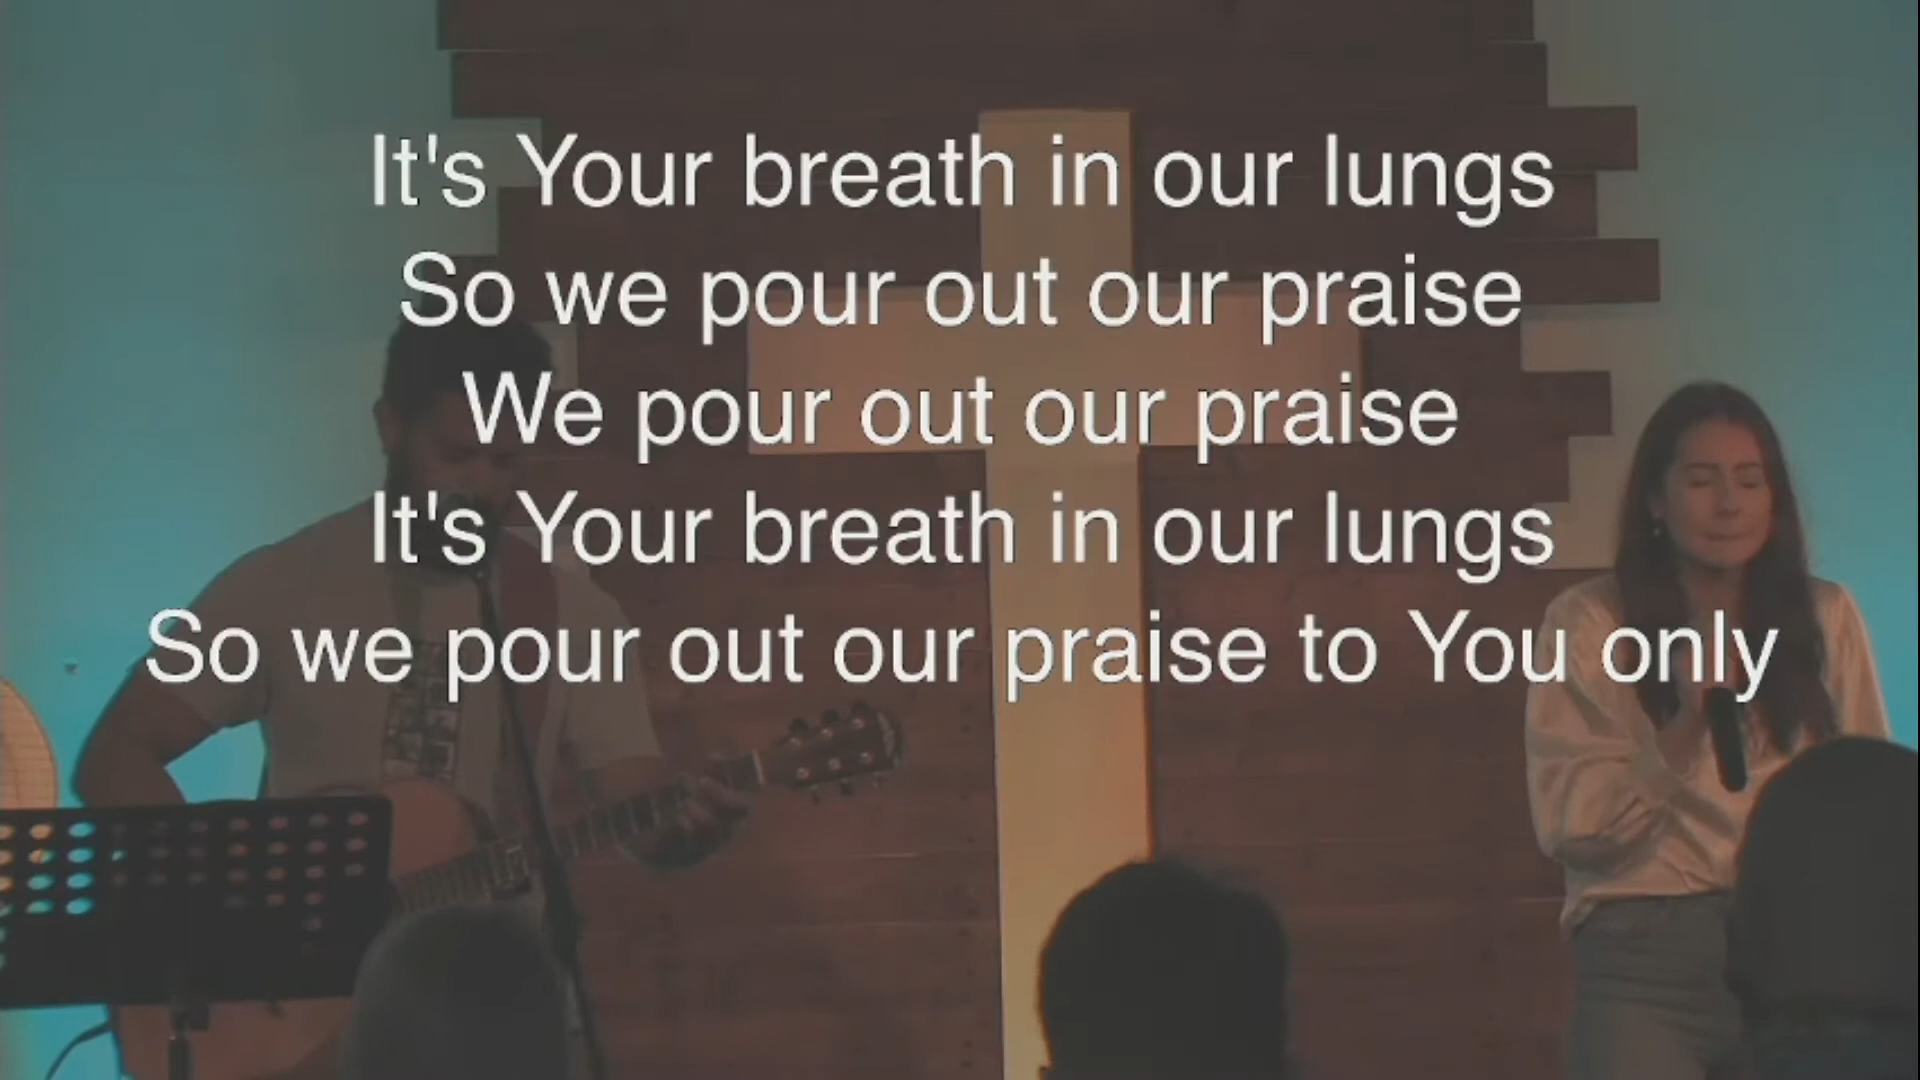 It's Your breath in our lungs
So we pour out our praise
We pour out our praise
It's Your breath in our lungs
So we pour out our praise to You only